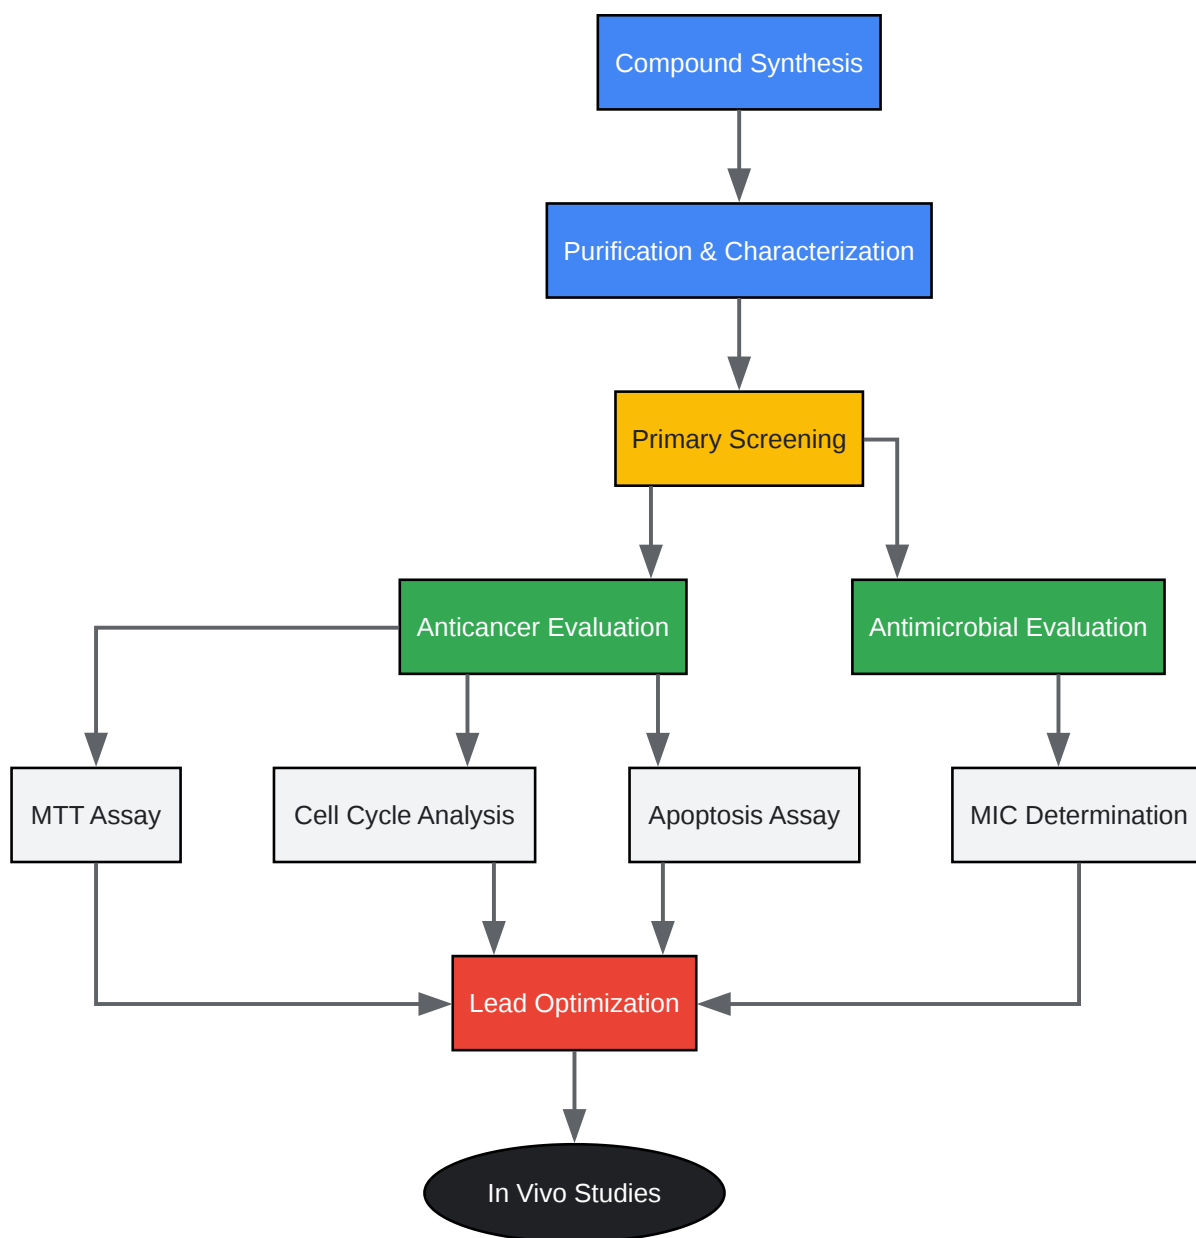 Compound Synthesis
Purification & Characterization
Primary Screening
Anticancer Evaluation
Antimicrobial Evaluation
MTT Assay
Cell Cycle Analysis
Apoptosis Assay
MIC Determination
Lead Optimization
In Vivo Studies